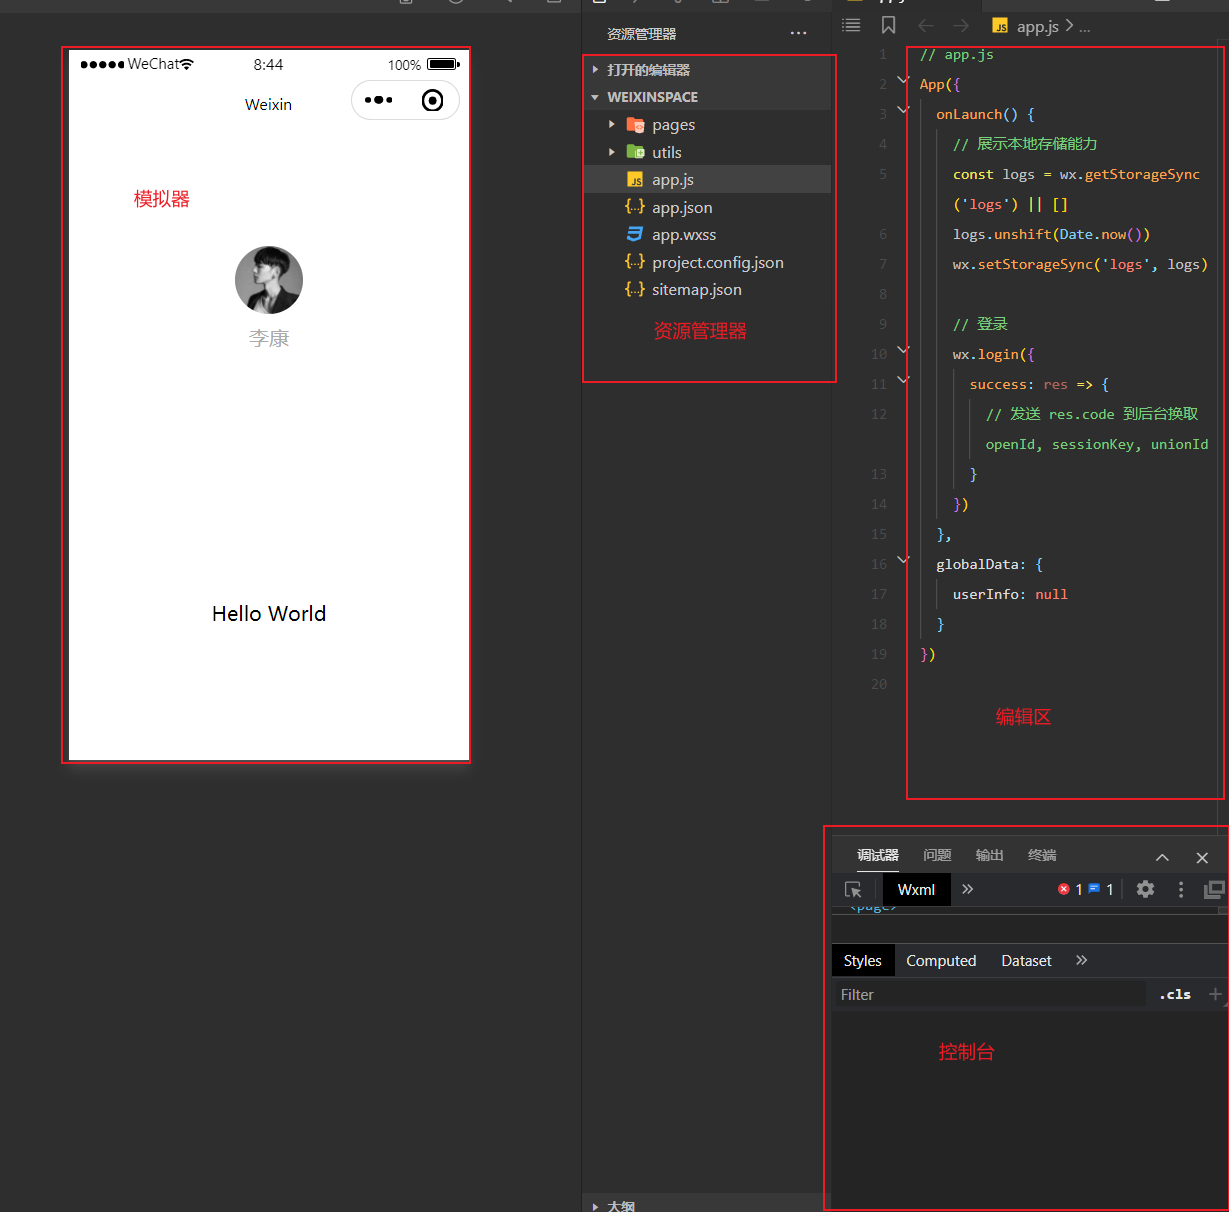 WeChat 8:44 100%
Weixin
模拟器
李康
Hello World
资源管理器
打开的编辑器
WEIXINSPACE
pages
utils
JS app.js
{..} app.json
app.wxss
{..} project.config.json
{..} sitemap.json
资源管理器
大纲
JS app.js > ...
1 // app.js
2 App({
3 onLaunch() {
4 // 展示本地存储能力
5 const logs = wx.getStorageSync
('logs') || []
6 logs.unshift(Date.now())
7 wx.setStorageSync('logs', logs)
8
9 // 登录
10 wx.login({
11 success: res => {
12 // 发送 res.code 到后台换取
openId, sessionKey, unionId
13 }
14 })
15 },
16 globalData: {
17 userInfo: null
18 }
19 })
20
编辑区
调试器 问题 输出 终端
Wxml 1 1
<page>
Styles Computed Dataset
Filter .cls
控制台